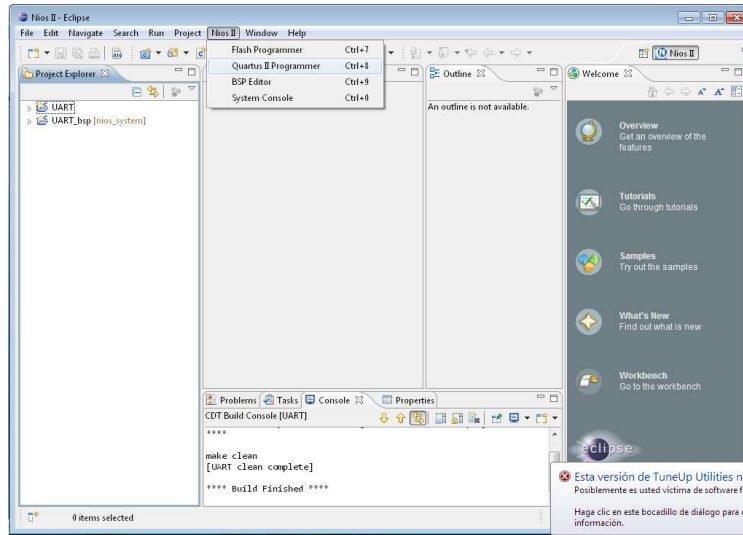 Nios II - Eclipse
File Edit Navigate Search Run Project Nios II Window Help
Flash Programmer Ctrl+7
Quartus II Programmer Ctrl+8
BSP Editor Ctrl+9
System Console Ctrl+0
Nios II
Project Explorer
Outline
Welcome
UART
UART_bsp [nios_system]
An outline is not available.
Overview
Get an overview of the
features
Tutorials
Go through tutorials
Samples
Try out the samples
What's New
Find out what is new
Workbench
Go to the workbench
eclipse
Problems Tasks Console Properties
CDT Build Console [UART]
****
make clean
[UART clean complete]
**** Build Finished ****
0 items selected
Esta versión de TuneUp Utilities n
Posiblemente es usted víctima de software f
Haga clic en este bocadillo de diálogo para
información.